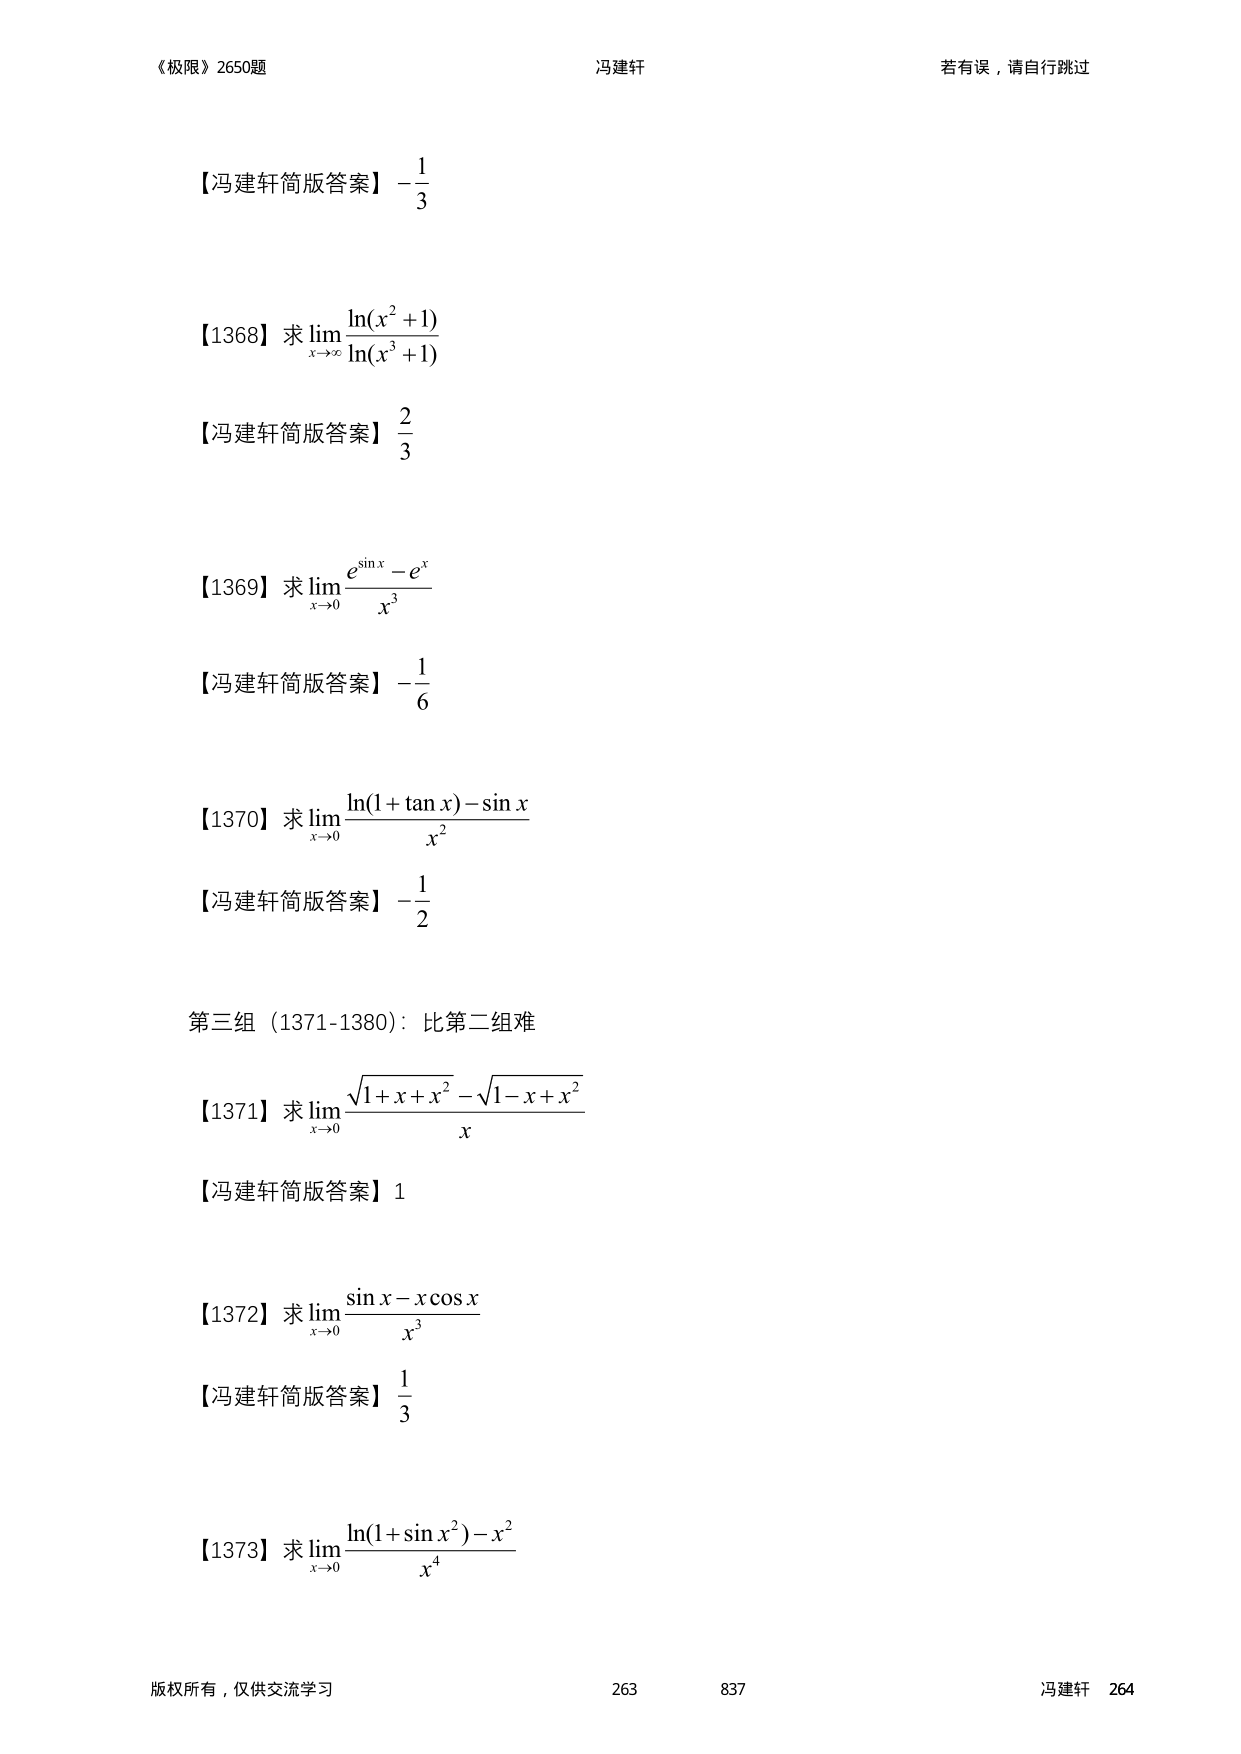 《极限》2650题 冯建轩 若有误，请自行跳过
【冯建轩简版答案】 $-\frac{1}{3}$
【1368】求 $\lim_{x \to \infty} \frac{\ln(x^2+1)}{\ln(x^3+1)}$
【冯建轩简版答案】 $\frac{2}{3}$
【1369】求 $\lim_{x \to 0} \frac{e^{\sin x}-e^x}{x^3}$
【冯建轩简版答案】 $-\frac{1}{6}$
【1370】求 $\lim_{x \to 0} \frac{\ln(1+\tan x)-\sin x}{x^2}$
【冯建轩简版答案】 $-\frac{1}{2}$
第三组（1371-1380）：比第二组难
【1371】求 $\lim_{x \to 0} \frac{\sqrt{1+x+x^2}-\sqrt{1-x+x^2}}{x}$
【冯建轩简版答案】1
【1372】求 $\lim_{x \to 0} \frac{\sin x-x\cos x}{x^3}$
【冯建轩简版答案】 $\frac{1}{3}$
【1373】求 $\lim_{x \to 0} \frac{\ln(1+\sin x^2)-x^2}{x^4}$
版权所有，仅供交流学习 263 837 冯建轩 264